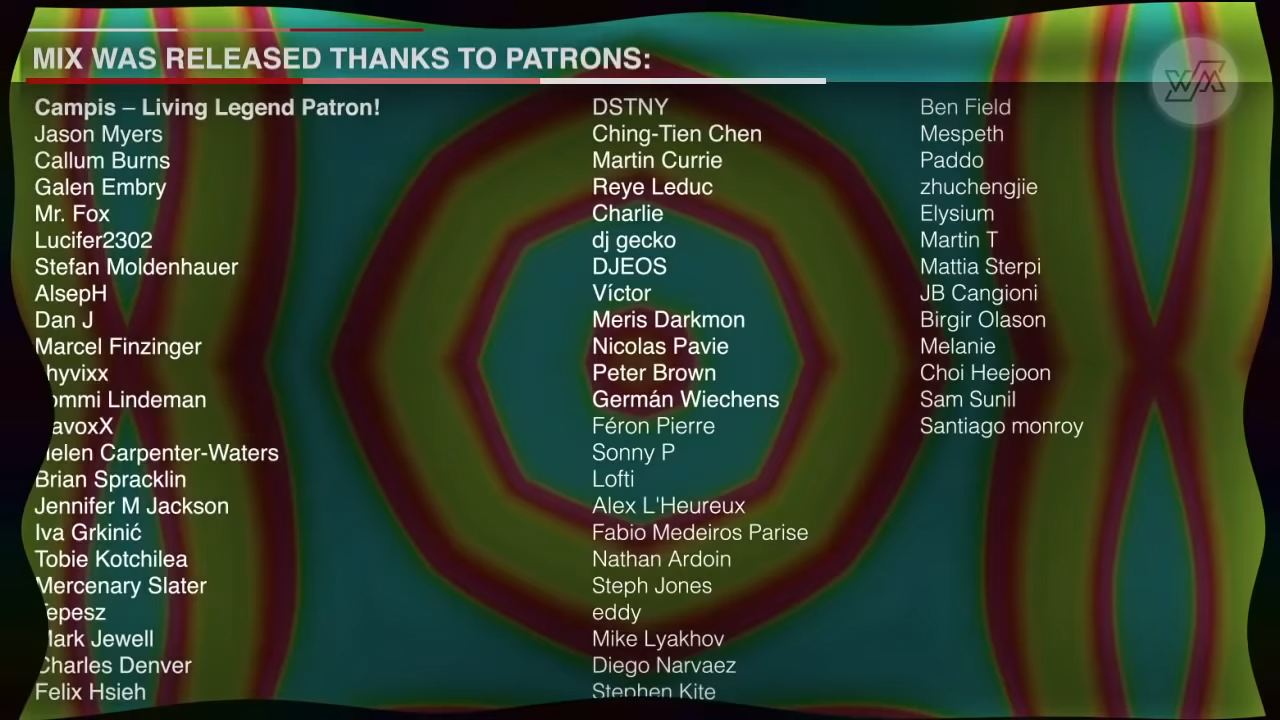 MIX WAS RELEASED THANKS TO PATRONS:
Campis – Living Legend Patron!
Jason Myers
Callum Burns
Galen Embry
Mr. Fox
Lucifer2302
Stefan Moldenhauer
AlsepH
Dan J
Marcel Finzinger
Lindeman
Carpenter-Waters
Brian Spracklin
Jennifer M Jackson
Iva Grkinić
Tobie Kotchilea
Mercenary Slater
Mark Jewell
Charles Denver
Felix Hsieh
DSTNY
Ching-Tien Chen
Martin Currie
Reye Leduc
Charlie
dj gecko
DJEOS
Víctor
Meris Darkmon
Nicolas Pavie
Peter Brown
Germán Wiechens
Féron Pierre
Sonny P
Lofti
Alex L'Heureux
Fabio Medeiros Parise
Nathan Ardoin
Steph Jones
eddy
Mike Lyakhov
Diego Narvaez
Stephen Kite
Ben Field
Mespeth
Paddo
zhuchengjie
Elysium
Martin T
Mattia Sterpi
JB Cangioni
Birgir Olason
Melanie
Choi Heejoon
Sam Sunil
Santiago monroy